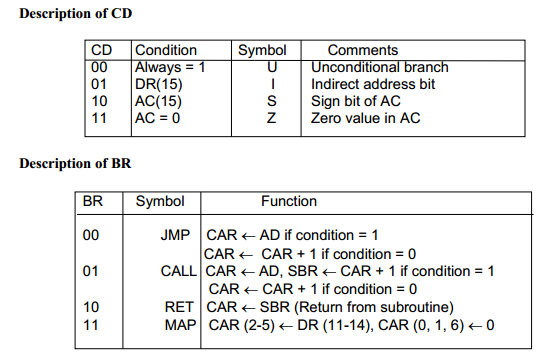 Description of CD
CD Condition Symbol Comments
00 Always = 1 U Unconditional branch
01 DR(15) I Indirect address bit
10 AC(15) S Sign bit of AC
11 AC = 0 Z Zero value in AC
Description of BR
BR Symbol Function
00 JMP CAR ← AD if condition = 1
CAR ← CAR + 1 if condition = 0
01 CALL CAR ← AD, SBR ← CAR + 1 if condition = 1
CAR ← CAR + 1 if condition = 0
10 RET CAR ← SBR (Return from subroutine)
11 MAP CAR (2-5) ← DR (11-14), CAR (0, 1, 6) ← 0